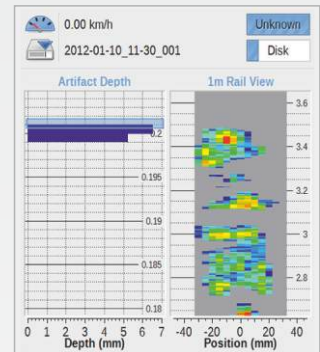 0.00 km/h
Unknown
2012-01-10_11-30_001
Disk
Artifact Depth
1m Rail View
0.2
0.195
0.19
0.185
0.18
3.6
3.4
3.2
3
2.8
0 1 2 3 4 5 6 7
-40 -20 0 20 40
Depth (mm)
Position (mm)